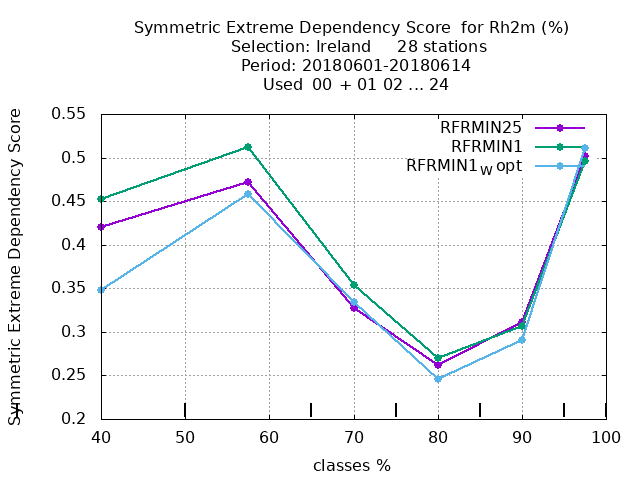 Symmetric Extreme Dependency Score for Rh2m (%)
Selection: Ireland 28 stations
Period: 20180601-20180614
Used 00 + 01 02 ... 24
Symmetric Extreme Dependency Score
0.55
0.5
0.45
0.4
0.35
0.3
0.25
0.2
RFRMIN25
RFRMIN1
RFRMIN1W opt
40 50 60 70 80 90 100
classes %